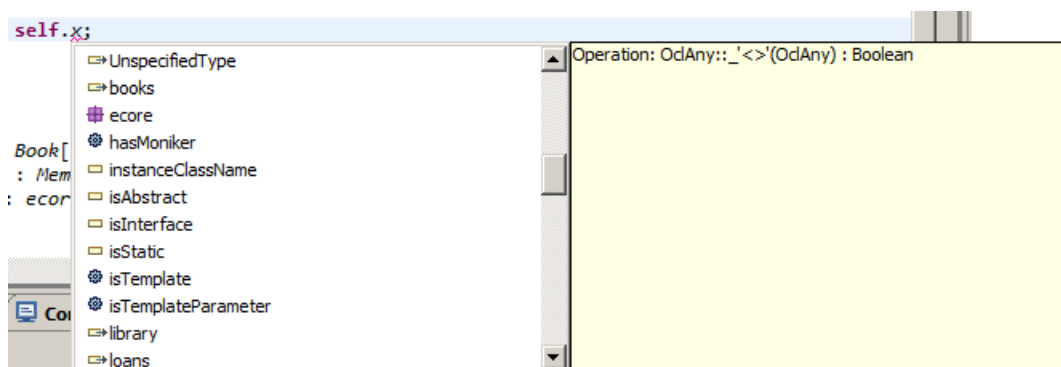 self.x;
UnspecifiedType
books
ecore
hasMoniker
instanceClassName
isAbstract
isInterface
isStatic
isTemplate
isTemplateParameter
library
loans
Operation: OclAny::_'<>'(OclAny) : Boolean
Book[
: Mem
: ecor
Co